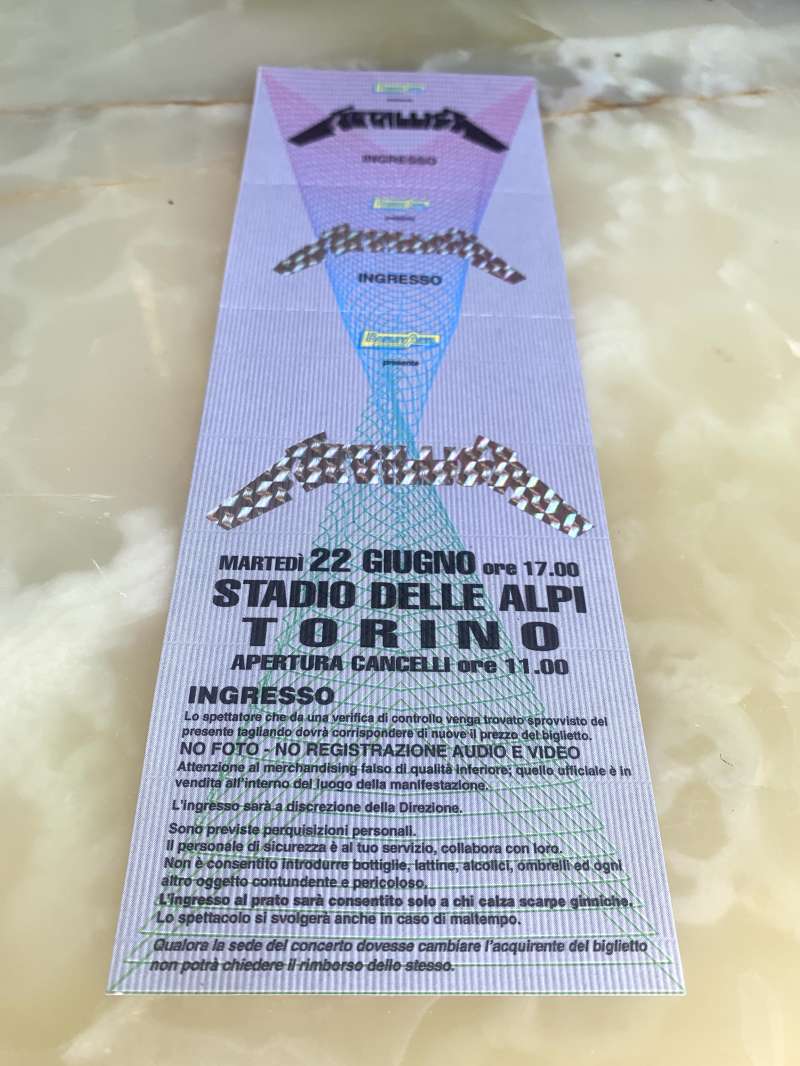 METALLICA
INGRESSO
METALLICA
INGRESSO
presenta
METALLICA
MARTEDÌ 22 GIUGNO ore 17.00
STADIO DELLE ALPI
TORINO
APERTURA CANCELLI ore 11.00
INGRESSO
Lo spettatore che da una verifica di controllo venga trovato sprovvisto del
presente tagliando dovrà corrispondere di nuove il prezzo del biglietto.
NO FOTO - NO REGISTRAZIONE AUDIO E VIDEO
Attenzione al merchandising falso di qualità inferiore; quello ufficiale è in
vendita all'interno del luogo della manifestazione.
L'ingresso sarà a discrezione della Direzione.
Sono previste perquisizioni personali.
Il personale di sicurezza è al tuo servizio, collabora con loro.
Non è consentito introdurre bottiglie, lattine, alcolici, ombrelli ed ogni
altro oggetto contundente e pericoloso.
L'ingresso al prato sarà consentito solo a chi calza scarpe ginniche.
Lo spettacolo si svolgerà anche in caso di maltempo.
Qualora la sede del concerto dovesse cambiare l'acquirente del biglietto
non potrà chiedere il rimborso dello stesso.